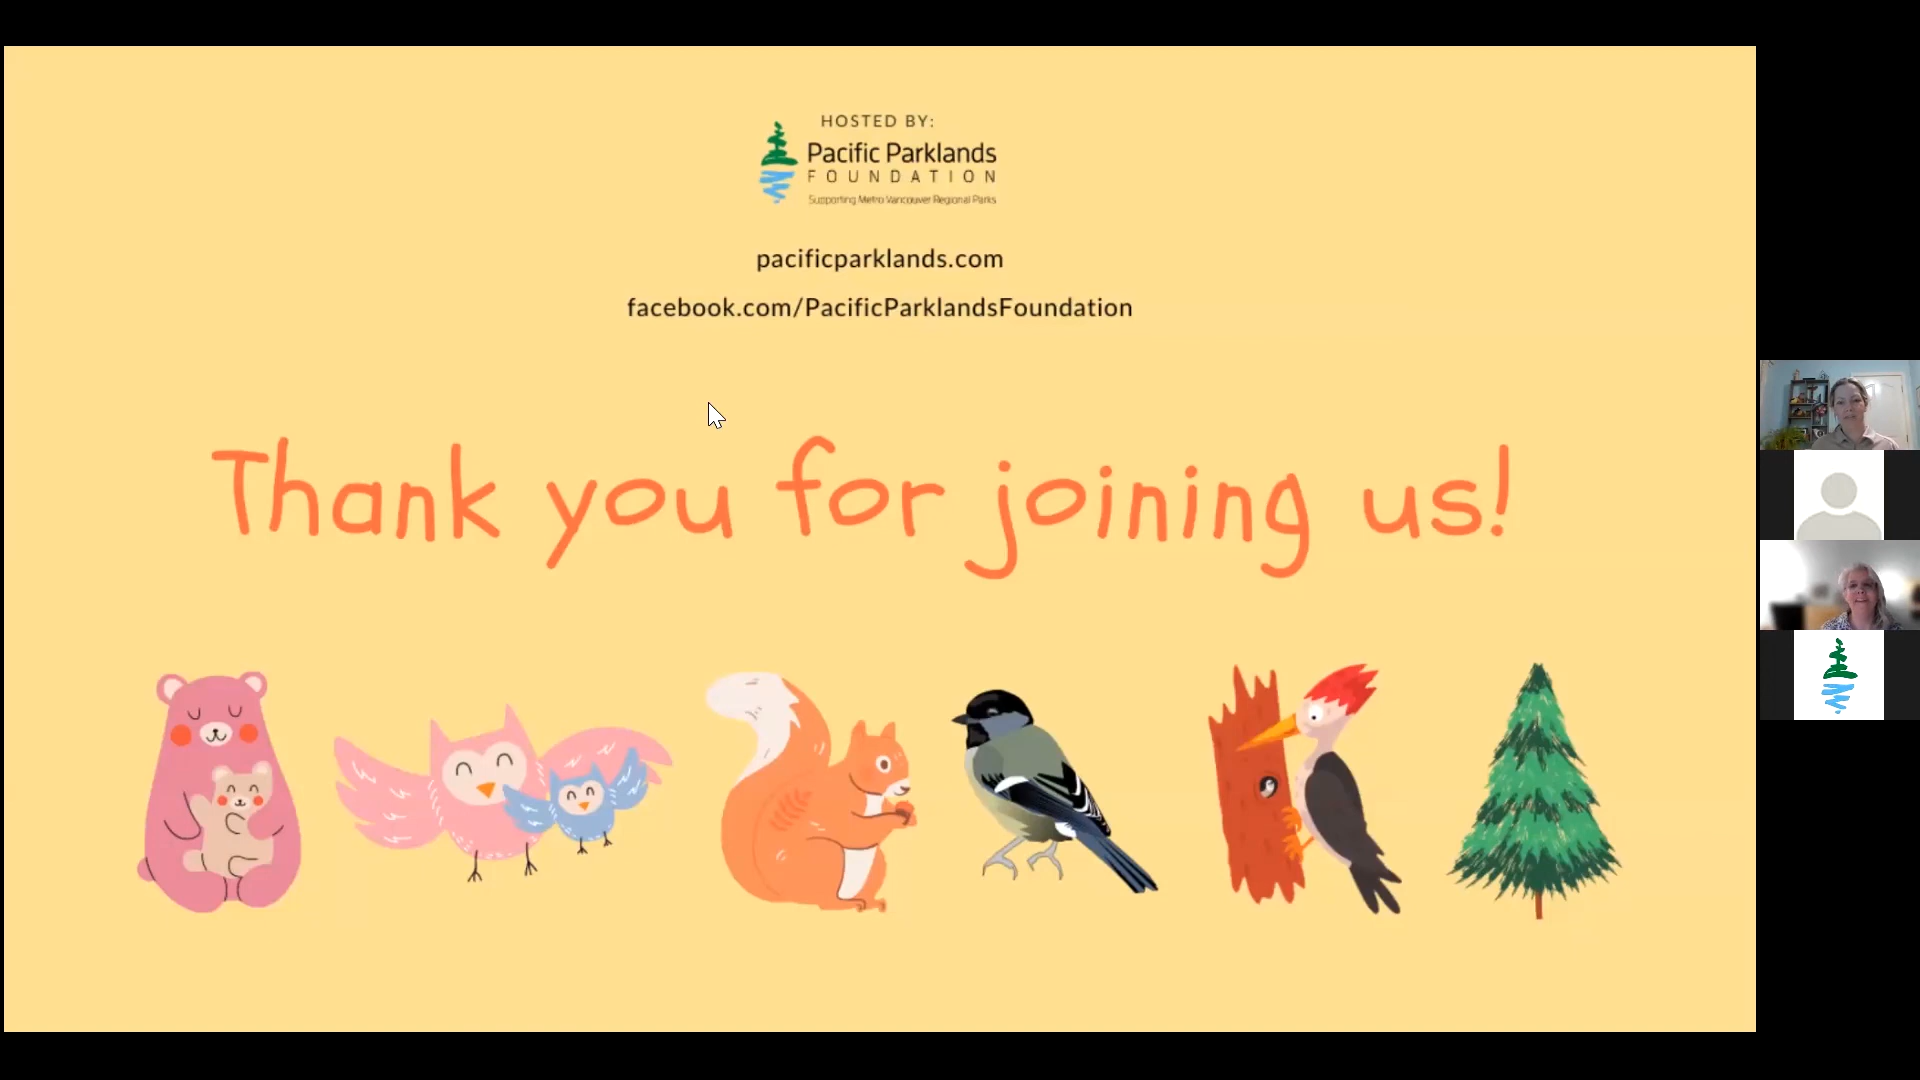 HOSTED BY:
Pacific Parklands
FOUNDATION
Supporting Metro Vancouver Regional Parks
pacificparklands.com
facebook.com/PacificParklandsFoundation
Thank you for joining us!